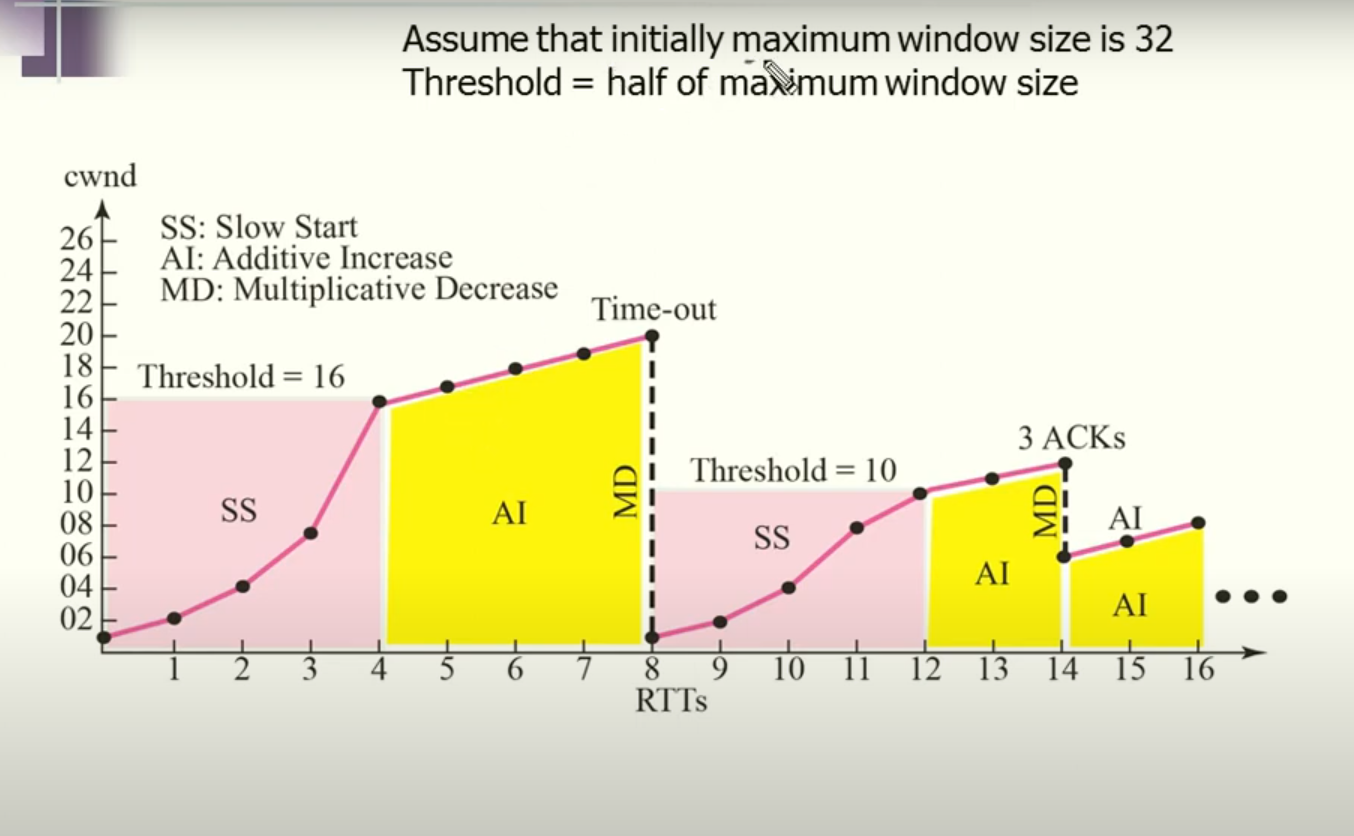 Assume that initially maximum window size is 32
Threshold = half of maximum window size
cwnd
26
24
22
20
18
16
14
12
10
08
06
04
02
SS: Slow Start
AI: Additive Increase
MD: Multiplicative Decrease
Time-out
Threshold = 16
3 ACKs
Threshold = 10
SS
AI
MD
SS
AI
MD
AI
AI
1 2 3 4 5 6 7 8 9 10 11 12 13 14 15 16
RTTs